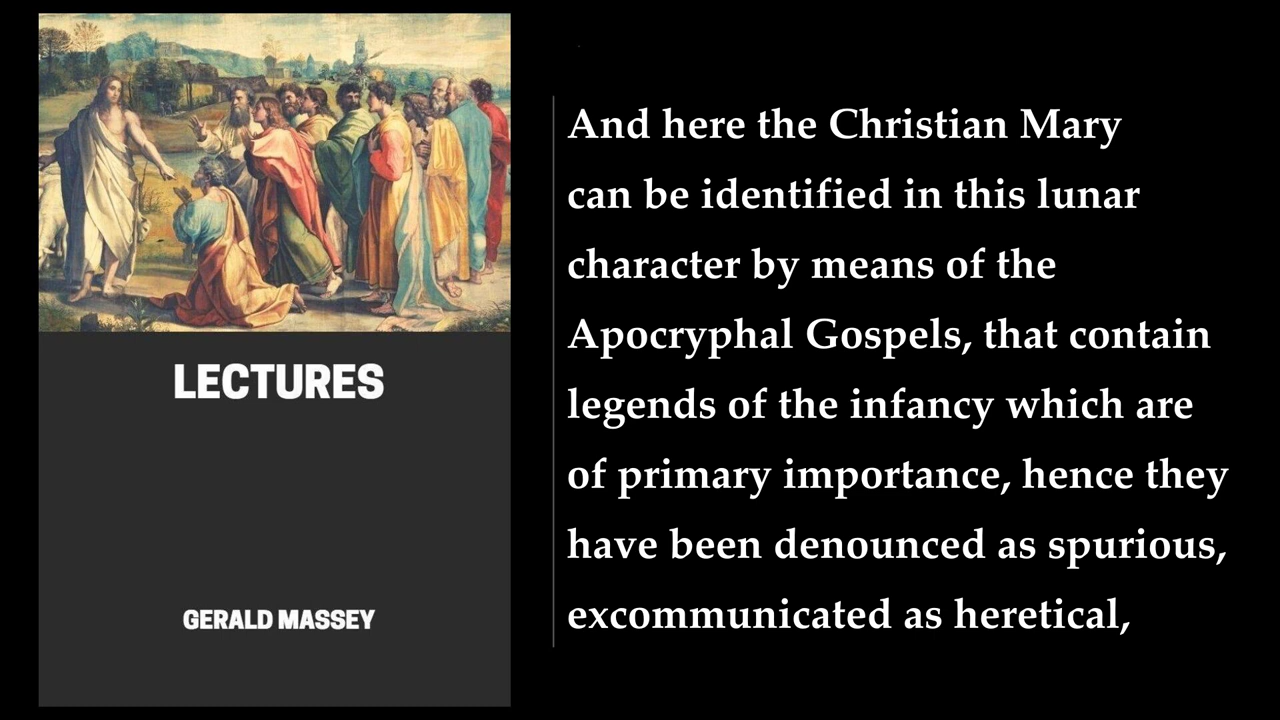 LECTURES
GERALD MASSEY
And here the Christian Mary
can be identified in this lunar
character by means of the
Apocryphal Gospels, that contain
legends of the infancy which are
of primary importance, hence they
have been denounced as spurious,
excommunicated as heretical,